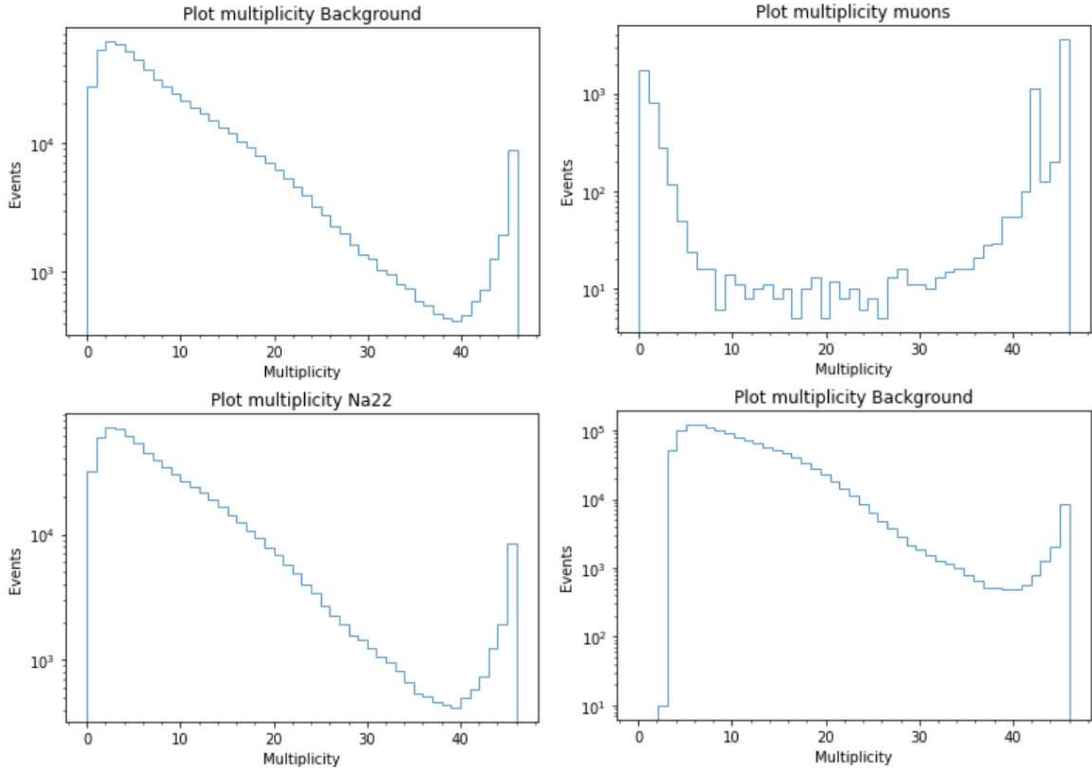 Plot multiplicity Background
Events
10^4
10^3
0 10 20 30 40
Multiplicity
Plot multiplicity muons
Events
10^3
10^2
10^1
0 10 20 30 40
Multiplicity
Plot multiplicity Na22
Events
10^4
10^3
0 10 20 30 40
Multiplicity
Plot multiplicity Background
Events
10^5
10^4
10^3
10^2
10^1
0 10 20 30 40
Multiplicity